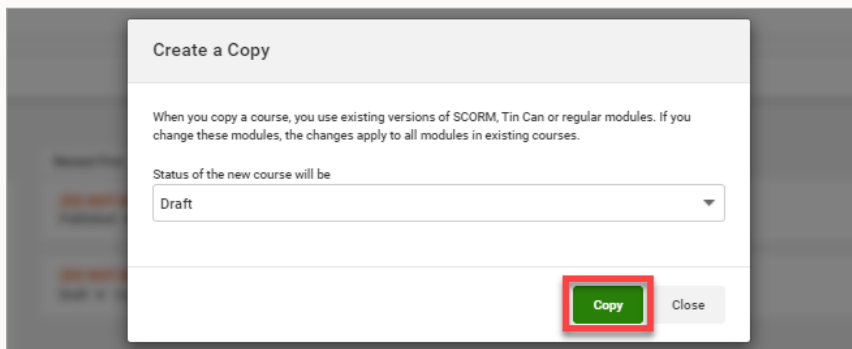 Create a Copy
When you copy a course, you use existing versions of SCORM, Tin Can or regular modules. If you
change these modules, the changes apply to all modules in existing courses.
Status of the new course will be
Draft
Copy
Close